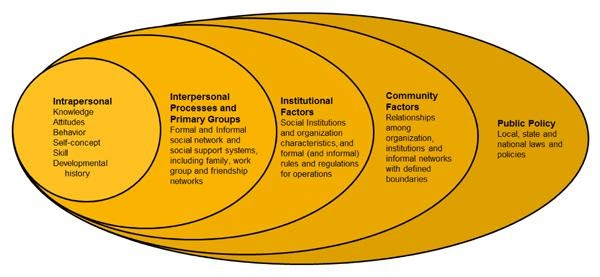 Intrapersonal
Knowledge
Attitudes
Behavior
Self-concept
Skill
Developmental
history
Interpersonal
Processes and
Primary Groups
Formal and Informal
social network and
social support systems,
including family, work
group and friendship
networks
Institutional
Factors
Social Institutions
and organization
characteristics, and
formal (and informal)
rules and regulations
for operations
Community
Factors
Relationships
among
organization,
institutions and
informal networks
with defined
boundaries
Public Policy
Local, state and
national laws and
policies